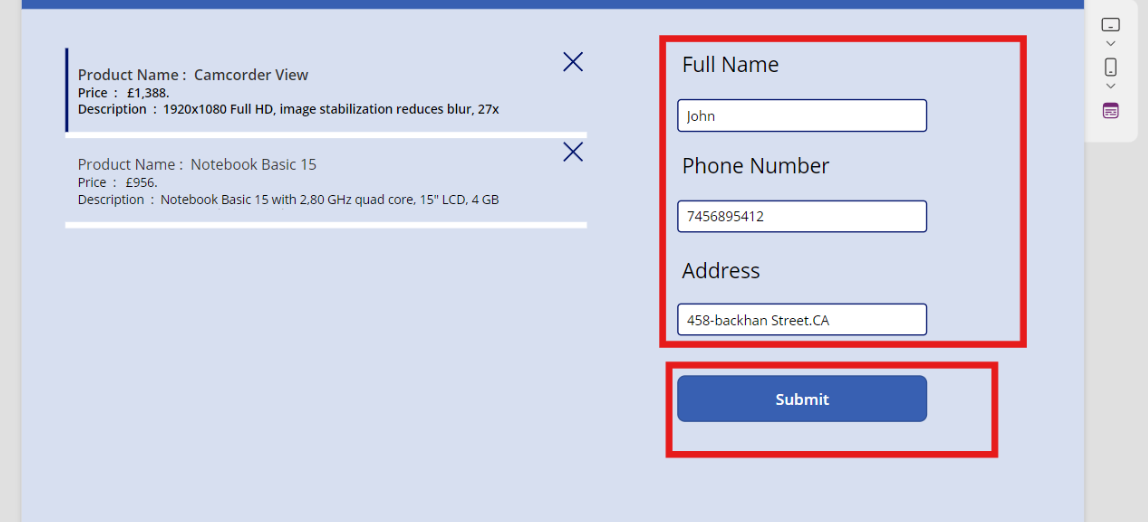 Product Name :  Camcorder View
Price  :   £1,388.
Description  :  1920x1080 Full HD, image stabilization reduces blur, 27x
Product Name :  Notebook Basic 15
Price  :   £956.
Description  :  Notebook Basic 15 with 2,80 GHz quad core, 15" LCD, 4 GB
Full Name
John
Phone Number
7456895412
Address
458-backhan Street.CA
Submit